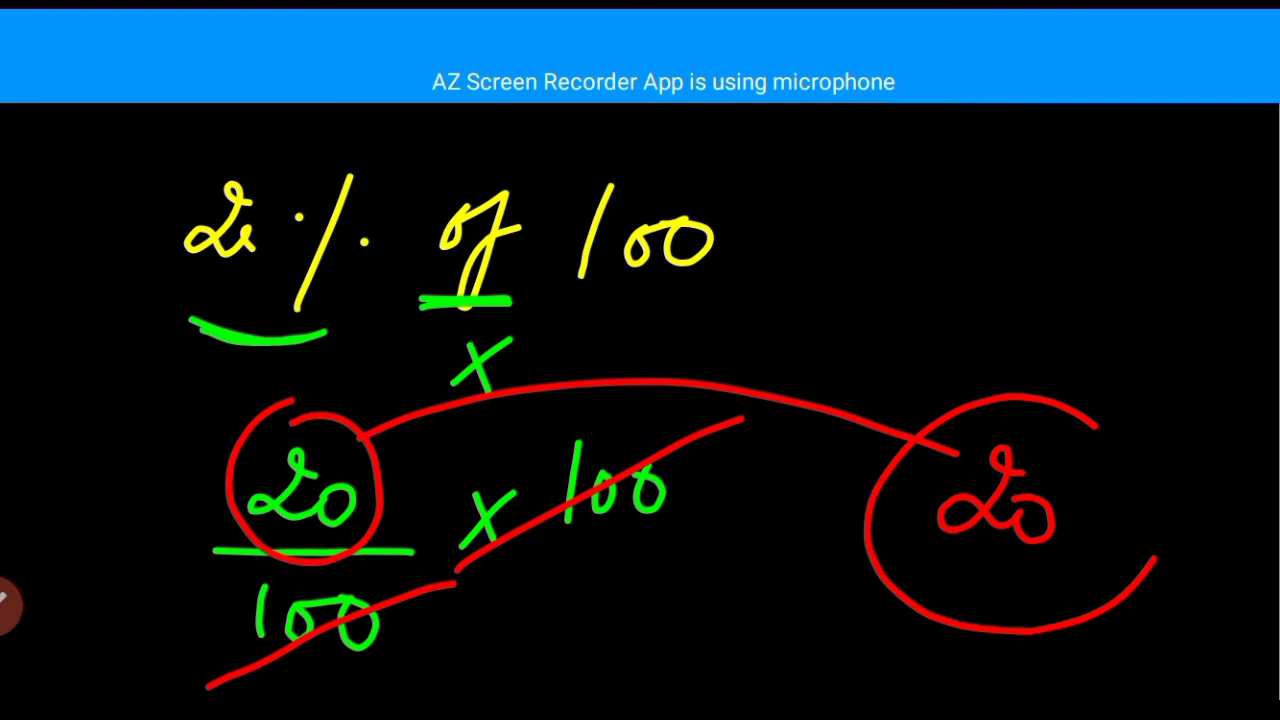 AZ Screen Recorder App is using microphone
20 % of 100
x
20 x 100 20
100